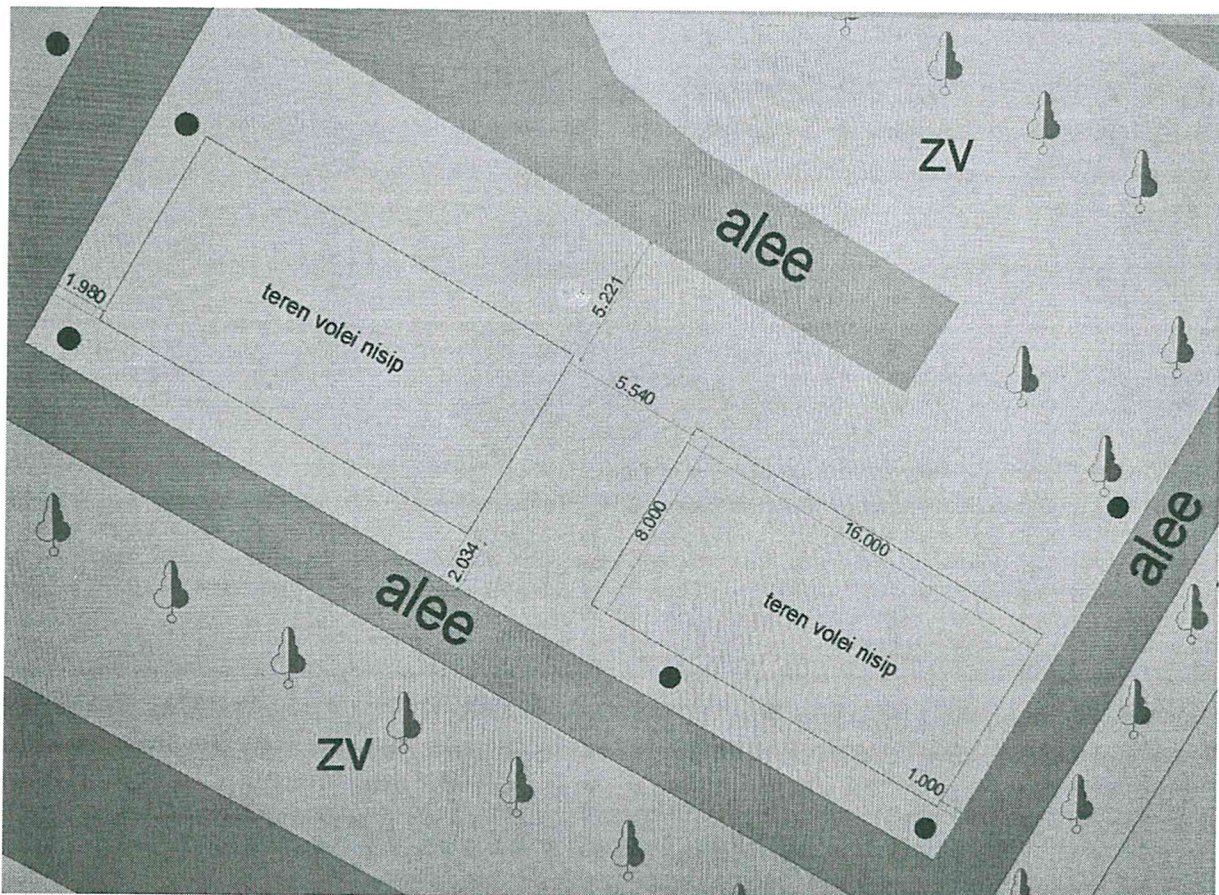 ZV
alee
5.221
1.980
teren volei nisip
5.540
8.000
16.000
alee
2.034
alee
teren volei nisip
ZV
1.000